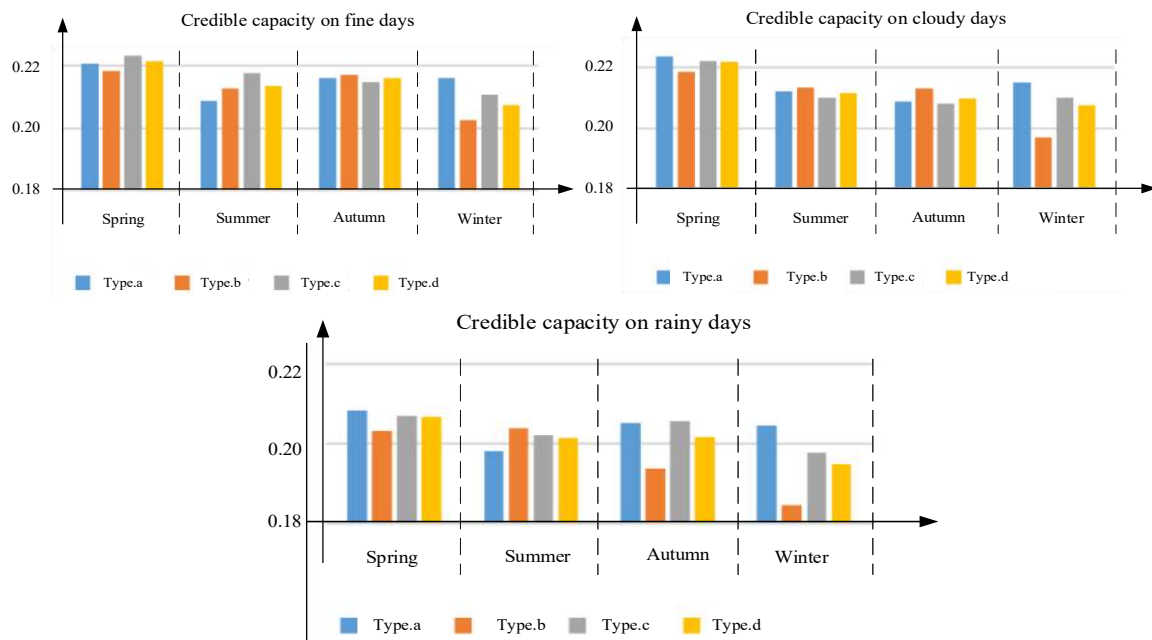 Credible capacity on fine days
0.22
0.20
0.18
Spring Summer Autumn Winter
Type.a Type.b Type.c Type.d
Credible capacity on cloudy days
0.22
0.20
0.18
Spring Summer Autumn Winter
Type.a Type.b Type.c Type.d
Credible capacity on rainy days
0.22
0.20
0.18
Spring Summer Autumn Winter
Type.a Type.b Type.c Type.d